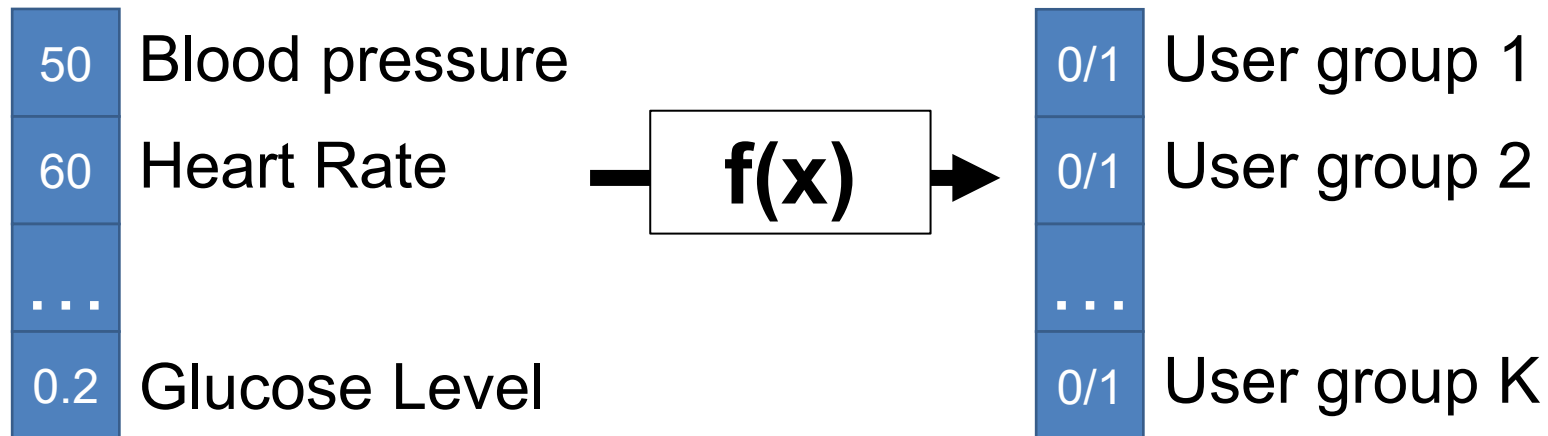 50 Blood pressure
60 Heart Rate
...
0.2 Glucose Level
f(x)
0/1 User group 1
0/1 User group 2
...
0/1 User group K